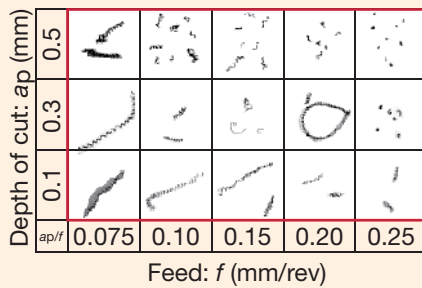 Depth of cut: ap (mm)
0.5
0.3
0.1
ap/f 0.075 0.10 0.15 0.20 0.25
Feed: f (mm/rev)